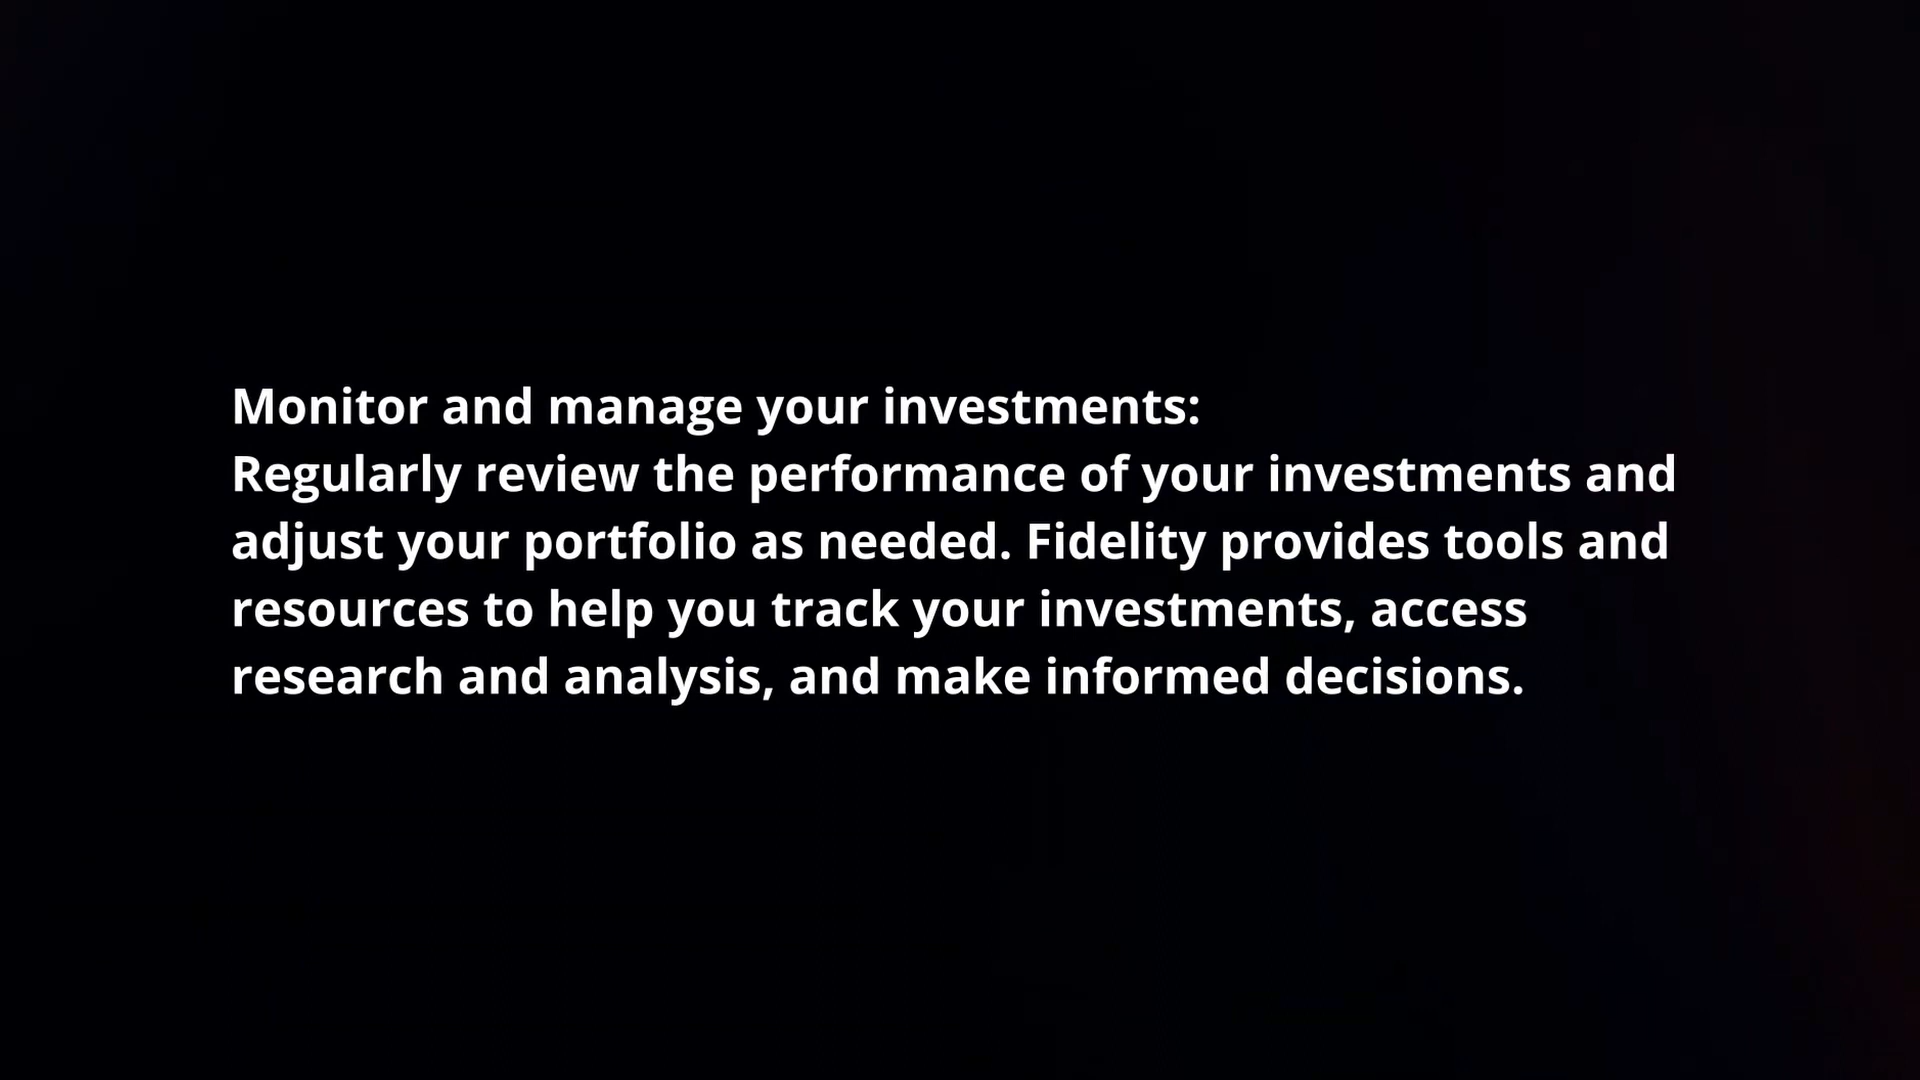 Monitor and manage your investments:
Regularly review the performance of your investments and
adjust your portfolio as needed. Fidelity provides tools and
resources to help you track your investments, access
research and analysis, and make informed decisions.